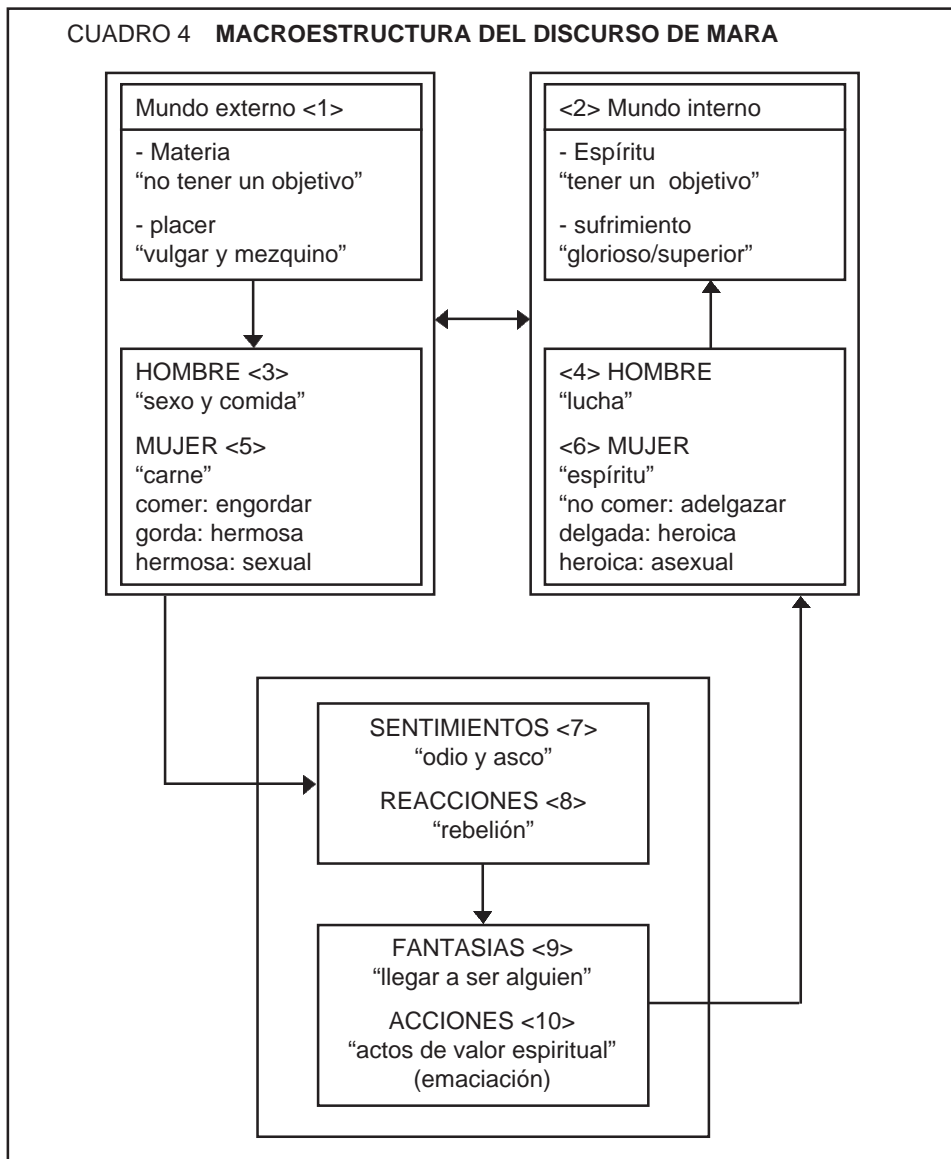 CUADRO 4 MACROESTRUCTURA DEL DISCURSO DE MARA
Mundo externo <1>
- Materia
“no tener un objetivo”
- placer
“vulgar y mezquino”
<2> Mundo interno
- Espíritu
“tener un objetivo”
- sufrimiento
“glorioso/superior”
HOMBRE <3>
“sexo y comida”
MUJER <5>
“carne”
comer: engordar
gorda: hermosa
hermosa: sexual
<4> HOMBRE
“lucha”
<6> MUJER
“espíritu”
“no comer: adelgazar
delgada: heroica
heroica: asexual
SENTIMIENTOS <7>
“odio y asco”
REACCIONES <8>
“rebelión”
FANTASIAS <9>
“llegar a ser alguien”
ACCIONES <10>
“actos de valor espiritual”
(emaciación)